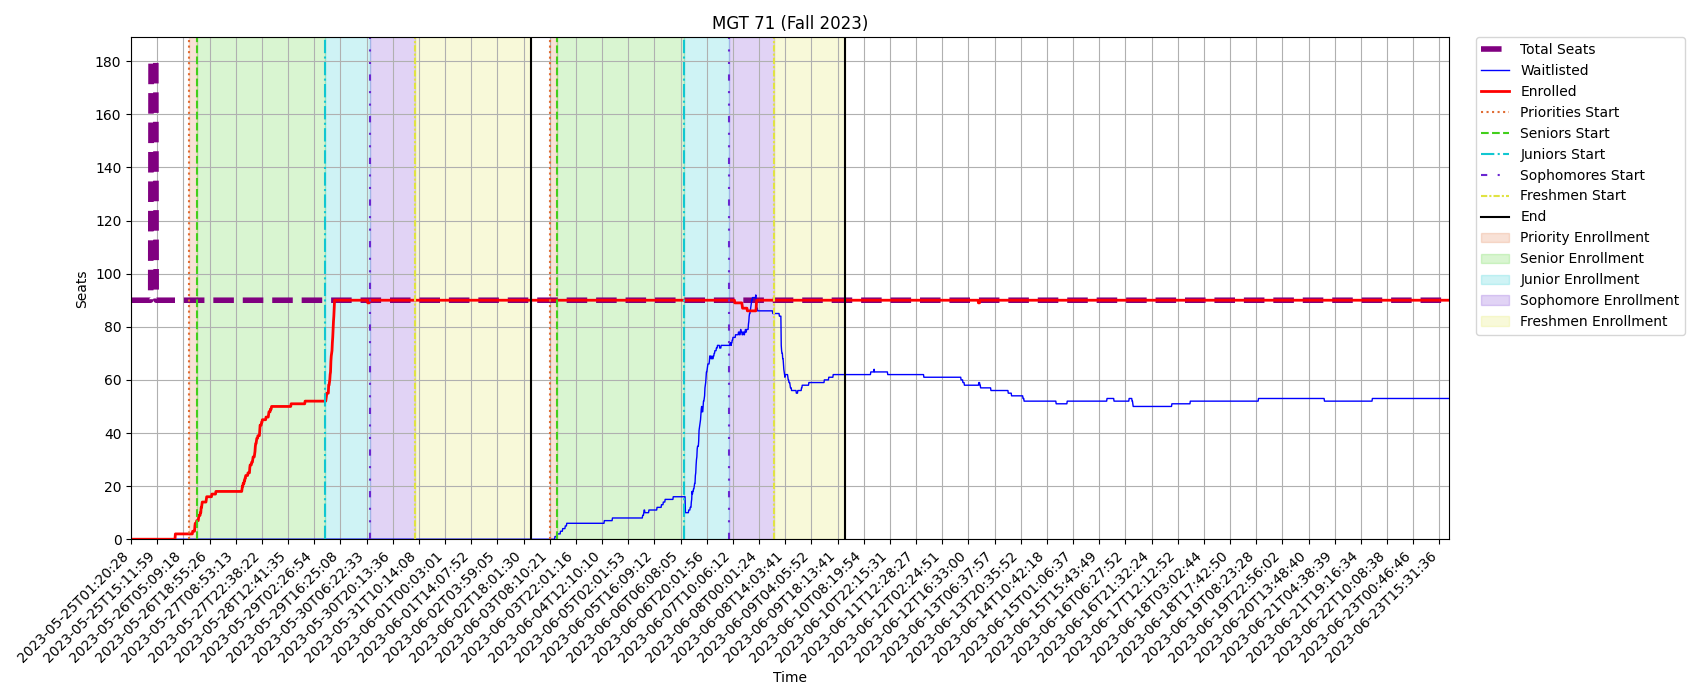 MGT 71 (Fall 2023)
180
160
140
120
100
80
60
40
20
0
Seats
2023-05-25T01:20:28
2023-05-25T15:11:59
2023-05-26T05:09:18
2023-05-26T18:55:26
2023-05-27T08:53:13
2023-05-27T22:38:22
2023-05-28T12:41:35
2023-05-29T02:26:54
2023-05-29T16:25:08
2023-05-30T06:22:33
2023-05-30T20:13:36
2023-05-31T10:14:08
2023-06-01T00:03:01
2023-06-01T14:07:52
2023-06-02T03:59:05
2023-06-02T18:01:30
2023-06-03T08:10:21
2023-06-03T22:01:16
2023-06-04T12:10:10
2023-06-05T02:01:53
2023-06-05T16:09:12
2023-06-06T06:08:05
2023-06-06T20:01:56
2023-06-07T10:06:12
2023-06-08T00:01:24
2023-06-08T14:03:41
2023-06-09T04:05:52
2023-06-09T18:13:41
2023-06-10T08:19:54
2023-06-10T22:15:31
2023-06-11T12:28:27
2023-06-12T02:24:51
2023-06-12T16:33:00
2023-06-13T06:37:57
2023-06-13T20:35:52
2023-06-14T10:42:18
2023-06-15T01:06:37
2023-06-15T15:43:49
2023-06-16T06:27:52
2023-06-16T21:32:24
2023-06-17T12:12:52
2023-06-18T03:02:44
2023-06-18T17:42:50
2023-06-19T08:23:28
2023-06-19T22:56:02
2023-06-20T13:48:40
2023-06-21T04:38:39
2023-06-21T19:16:34
2023-06-22T10:08:38
2023-06-23T00:46:46
2023-06-23T15:31:36
Time
Total Seats
Waitlisted
Enrolled
Priorities Start
Seniors Start
Juniors Start
Sophomores Start
Freshmen Start
End
Priority Enrollment
Senior Enrollment
Junior Enrollment
Sophomore Enrollment
Freshmen Enrollment